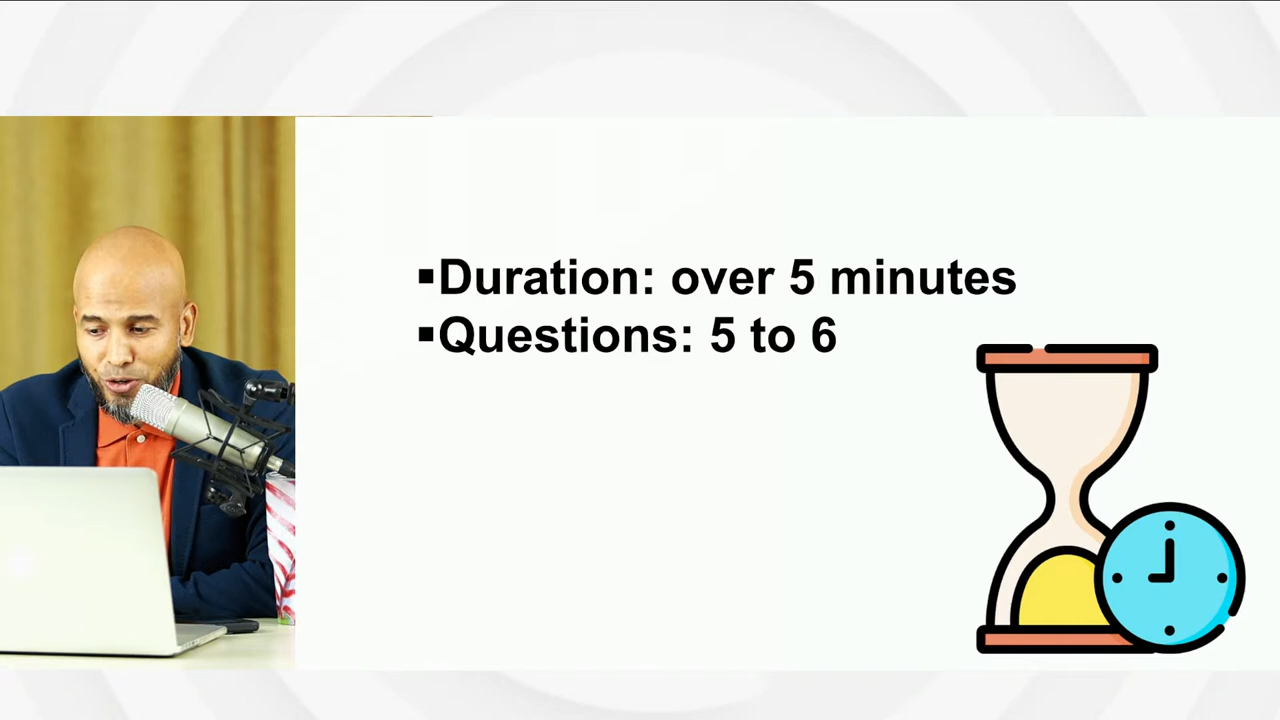 ▪Duration: over 5 minutes
▪Questions: 5 to 6